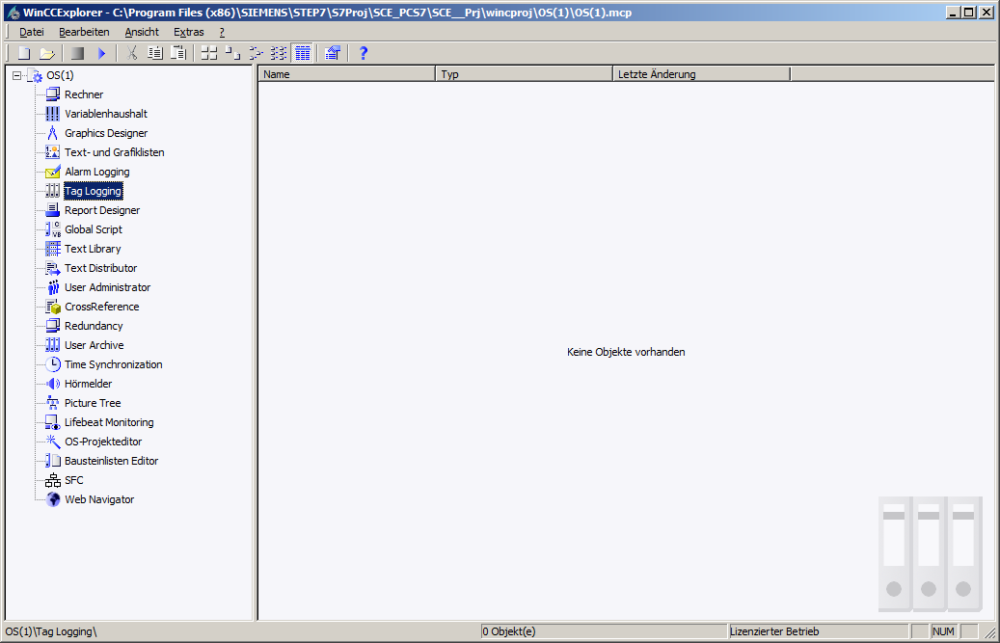 WinCCExplorer - C:\Program Files (x86)\SIEMENS\STEP7\S7Proj\SCE_PCS7\SCE__Prj\wincproj\OS(1)\OS(1).mcp
Datei Bearbeiten Ansicht Extras ?
OS(1)
Rechner
Variablenhaushalt
Graphics Designer
Text- und Grafiklisten
Alarm Logging
Tag Logging
Report Designer
Global Script
Text Library
Text Distributor
User Administrator
CrossReference
Redundancy
User Archive
Time Synchronization
Hörmelder
Picture Tree
Lifebeat Monitoring
OS-Projekteditor
Bausteinlisten Editor
SFC
Web Navigator
Name Typ Letzte Änderung
Keine Objekte vorhanden
OS(1)\Tag Logging\ 0 Objekt(e) Lizenzierter Betrieb NUM